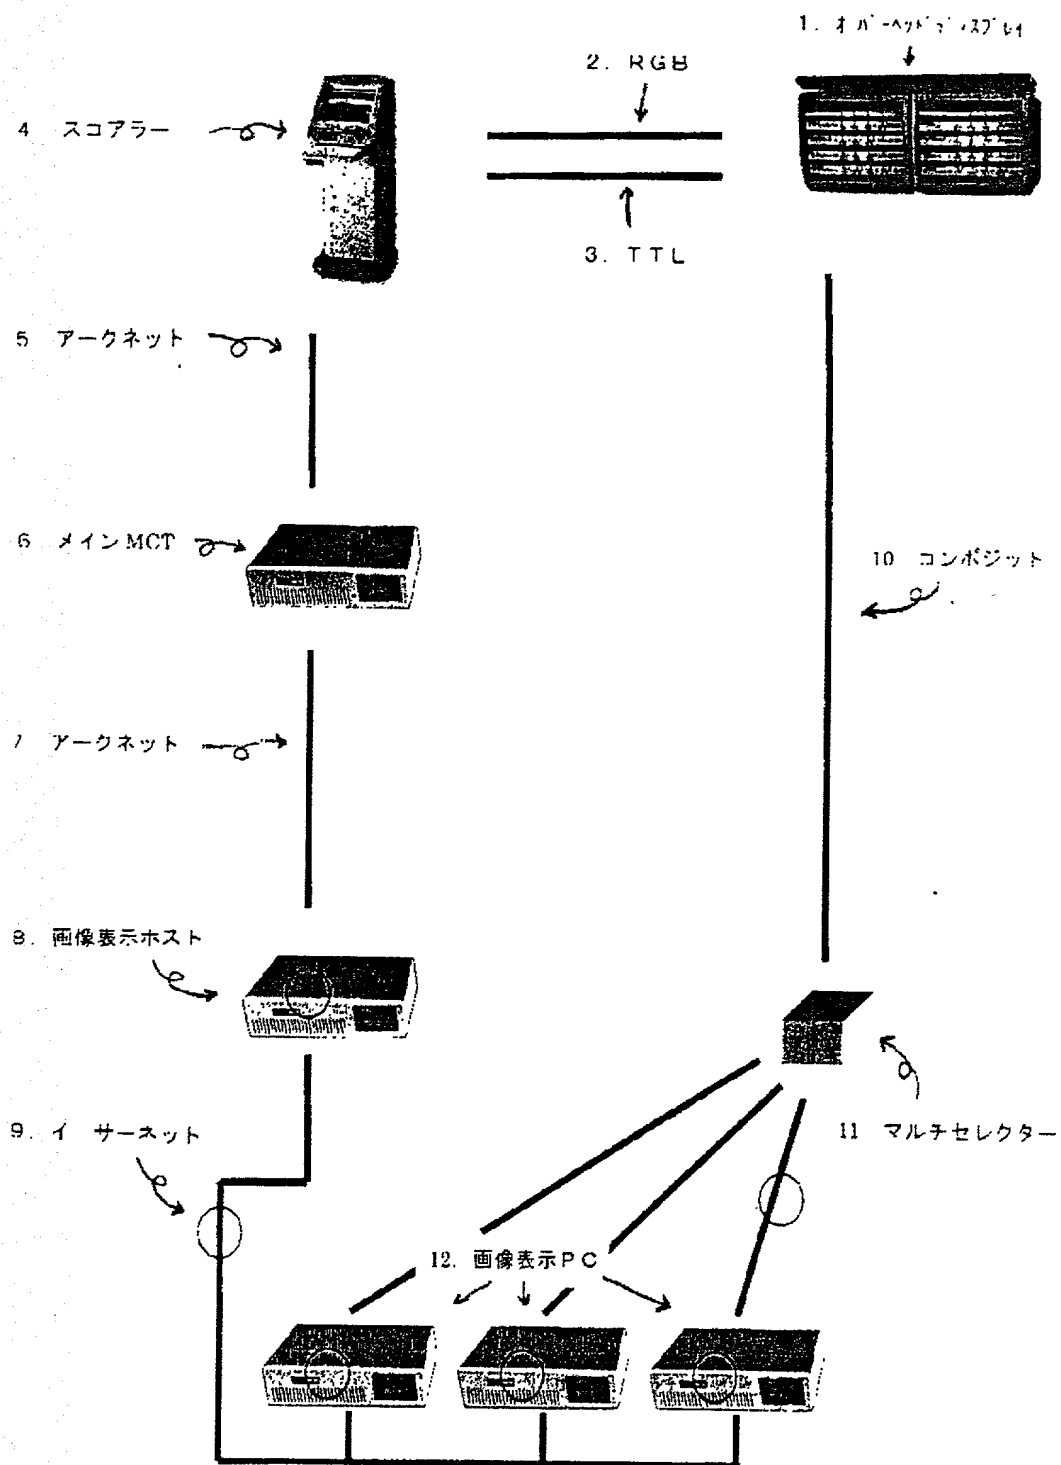 1. オバーヘッドディスプレイ
2. RGB
4 スコアラー
3. TTL
5 アークネット
6 メインMCT
10 コンポジット
7 アークネット
8. 画像表示ホスト
9. イ サーネット
11 マルチセレクター
12. 画像表示PC